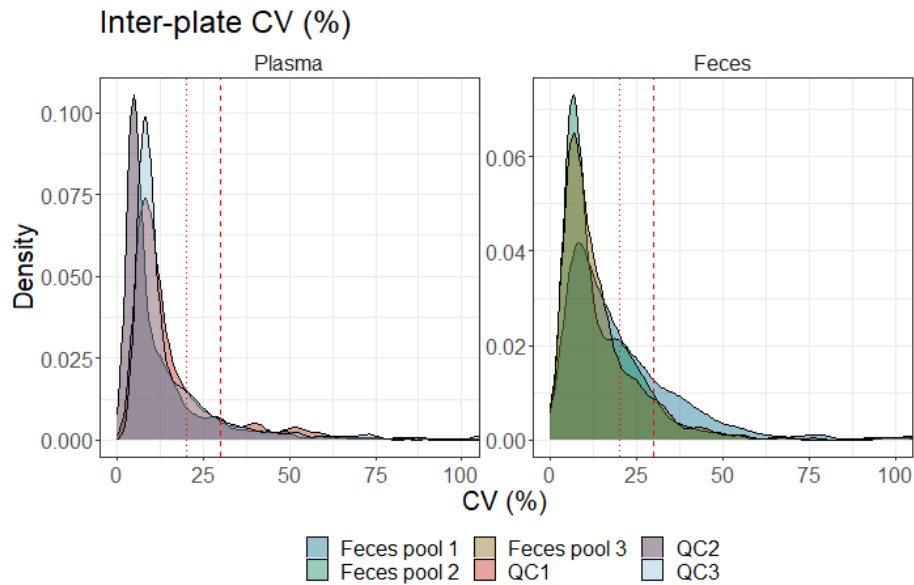 Inter-plate CV (%)
Plasma
Feces
Density
0.100
0.075
0.050
0.025
0.000
0.06
0.04
0.02
0.00
0 25 50 75 100
0 25 50 75 100
CV (%)
Feces pool 1 Feces pool 3 QC2
Feces pool 2 QC1 QC3